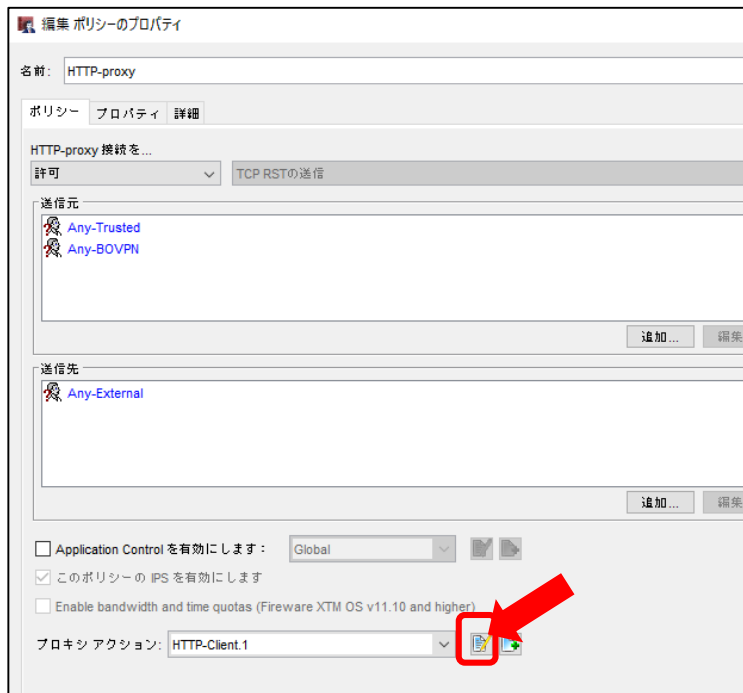 編集 ポリシーのプロパティ
名前: HTTP-proxy
ポリシー プロパティ 詳細
HTTP-proxy 接続を...
許可 TCP RSTの送信
送信元
Any-Trusted
Any-BOVPN
追加... 編集
送信先
Any-External
追加... 編集
Application Control を有効にします: Global
このポリシーの IPS を有効にします
Enable bandwidth and time quotas (Fireware XTM OS v11.10 and higher)
プロキシ アクション: HTTP-Client.1